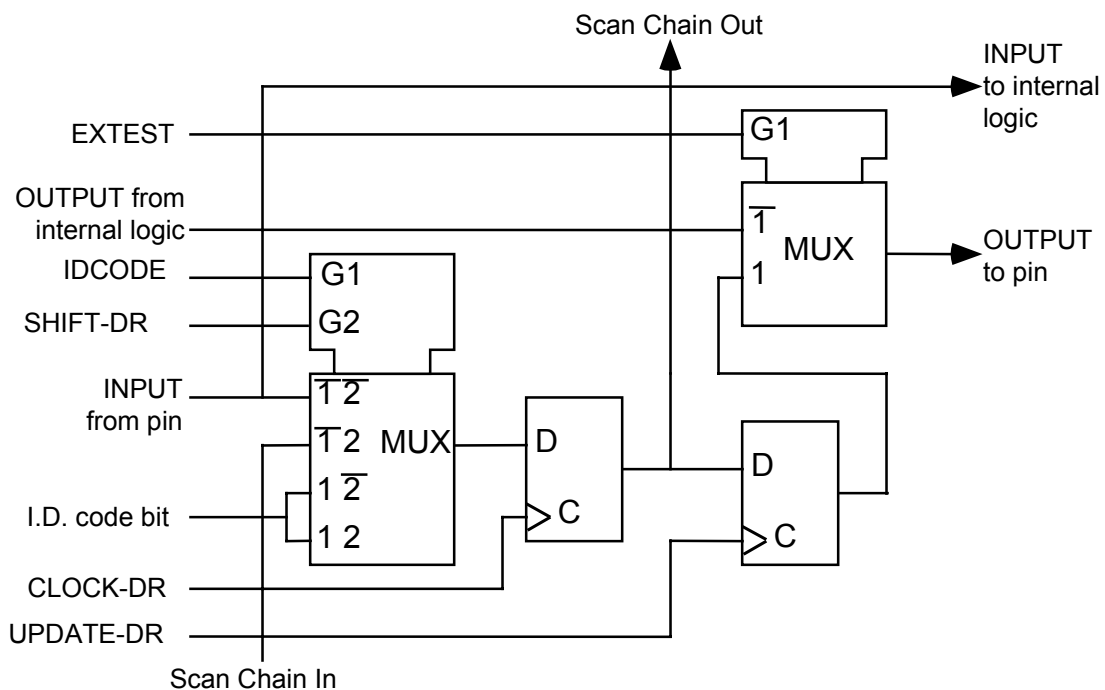 Scan Chain Out
INPUT
to internal
logic
EXTEST
G1
OUTPUT from
internal logic
1̅
MUX
OUTPUT
to pin
1
IDCODE
G1
SHIFT-DR
G2
INPUT
from pin
1̅ 2̅
1̅ 2
MUX
D
D
1 2̅
I.D. code bit
C
C
1 2
CLOCK-DR
UPDATE-DR
Scan Chain In